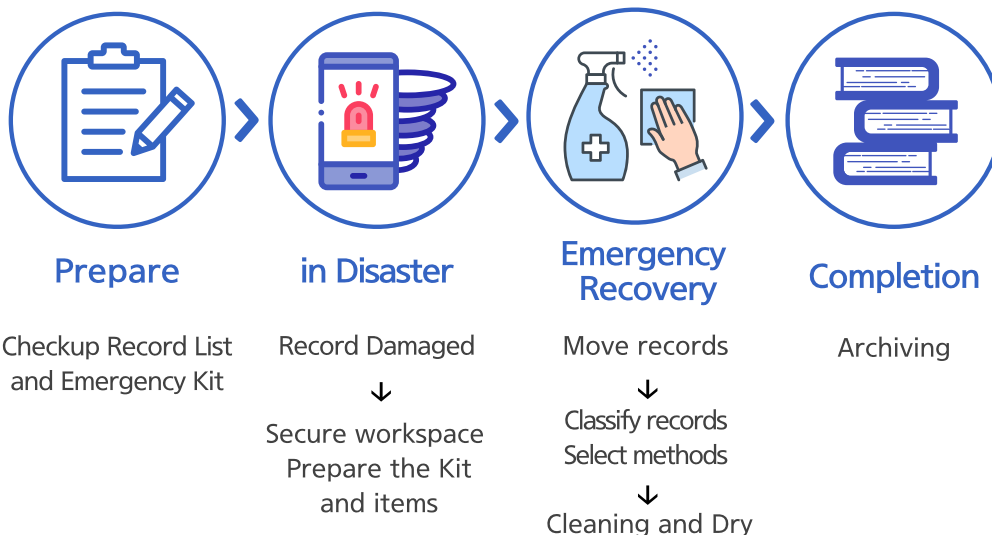 Prepare
Checkup Record List
and Emergency Kit
in Disaster
Record Damaged
Secure workspace
Prepare the Kit
and items
Emergency
Recovery
Move records
Classify records
Select methods
Cleaning and Dry
Completion
Archiving